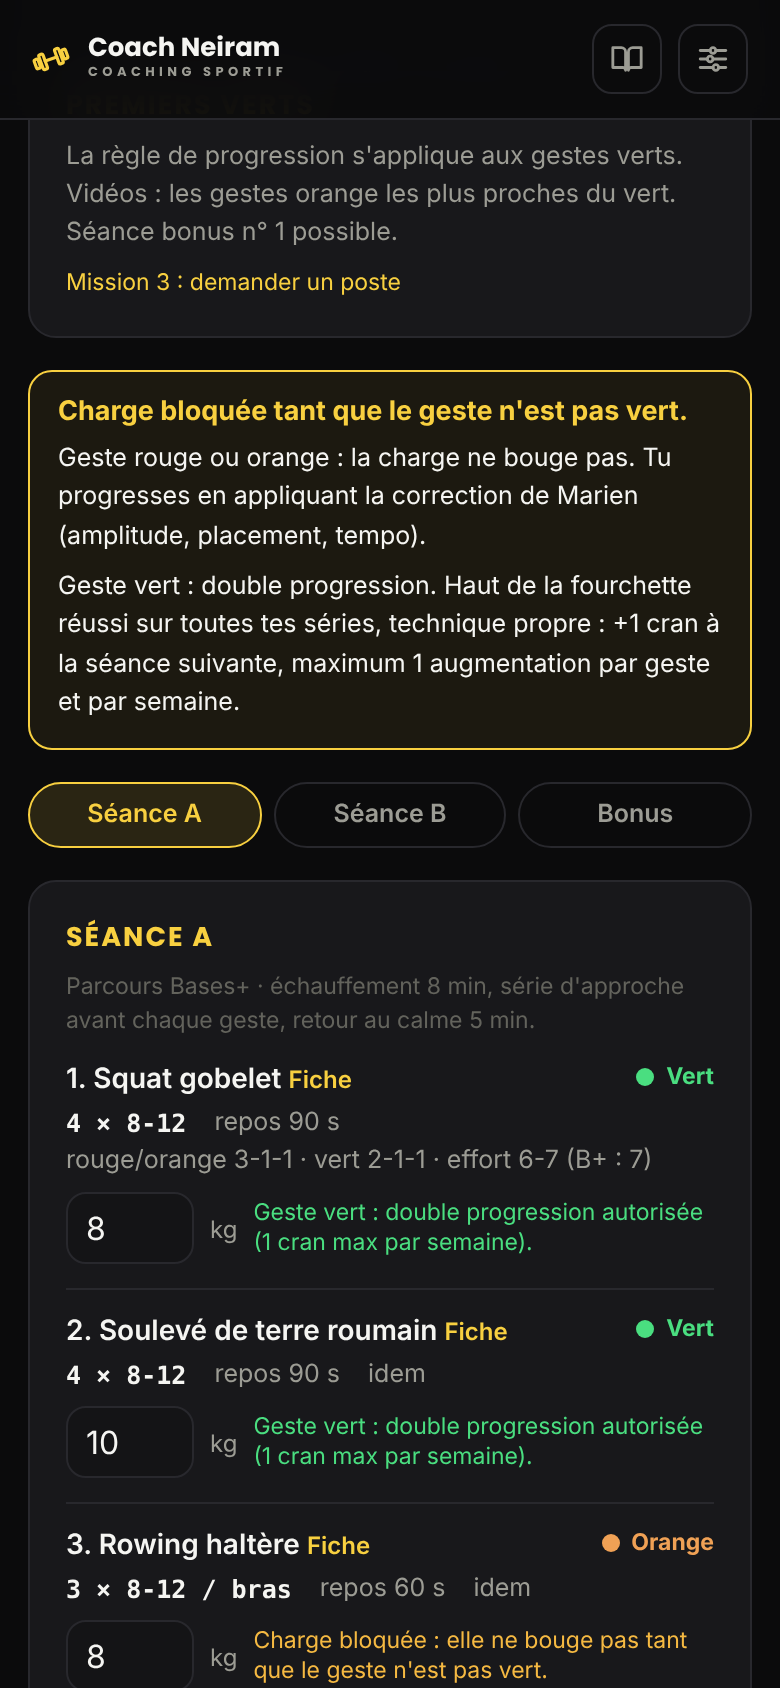 Coach Neiram
COACHING SPORTIF
PREMIERS VERTS
La règle de progression s'applique aux gestes verts.
Vidéos : les gestes orange les plus proches du vert.
Séance bonus n° 1 possible.
Mission 3 : demander un poste
Charge bloquée tant que le geste n'est pas vert.
Geste rouge ou orange : la charge ne bouge pas. Tu
progresses en appliquant la correction de Marien
(amplitude, placement, tempo).
Geste vert : double progression. Haut de la fourchette
réussi sur toutes tes séries, technique propre : +1 cran à
la séance suivante, maximum 1 augmentation par geste
et par semaine.
Séance A
Séance B
Bonus
SÉANCE A
Parcours Bases+ · échauffement 8 min, série d'approche
avant chaque geste, retour au calme 5 min.
1. Squat gobelet Fiche
Vert
4 × 8-12 repos 90 s
rouge/orange 3-1-1 · vert 2-1-1 · effort 6-7 (B+ : 7)
8 kg
Geste vert : double progression autorisée
(1 cran max par semaine).
2. Soulevé de terre roumain Fiche
Vert
4 × 8-12 repos 90 s idem
10 kg
Geste vert : double progression autorisée
(1 cran max par semaine).
3. Rowing haltère Fiche
Orange
3 × 8-12 / bras repos 60 s idem
8 kg
Charge bloquée : elle ne bouge pas tant
que le geste n'est pas vert.